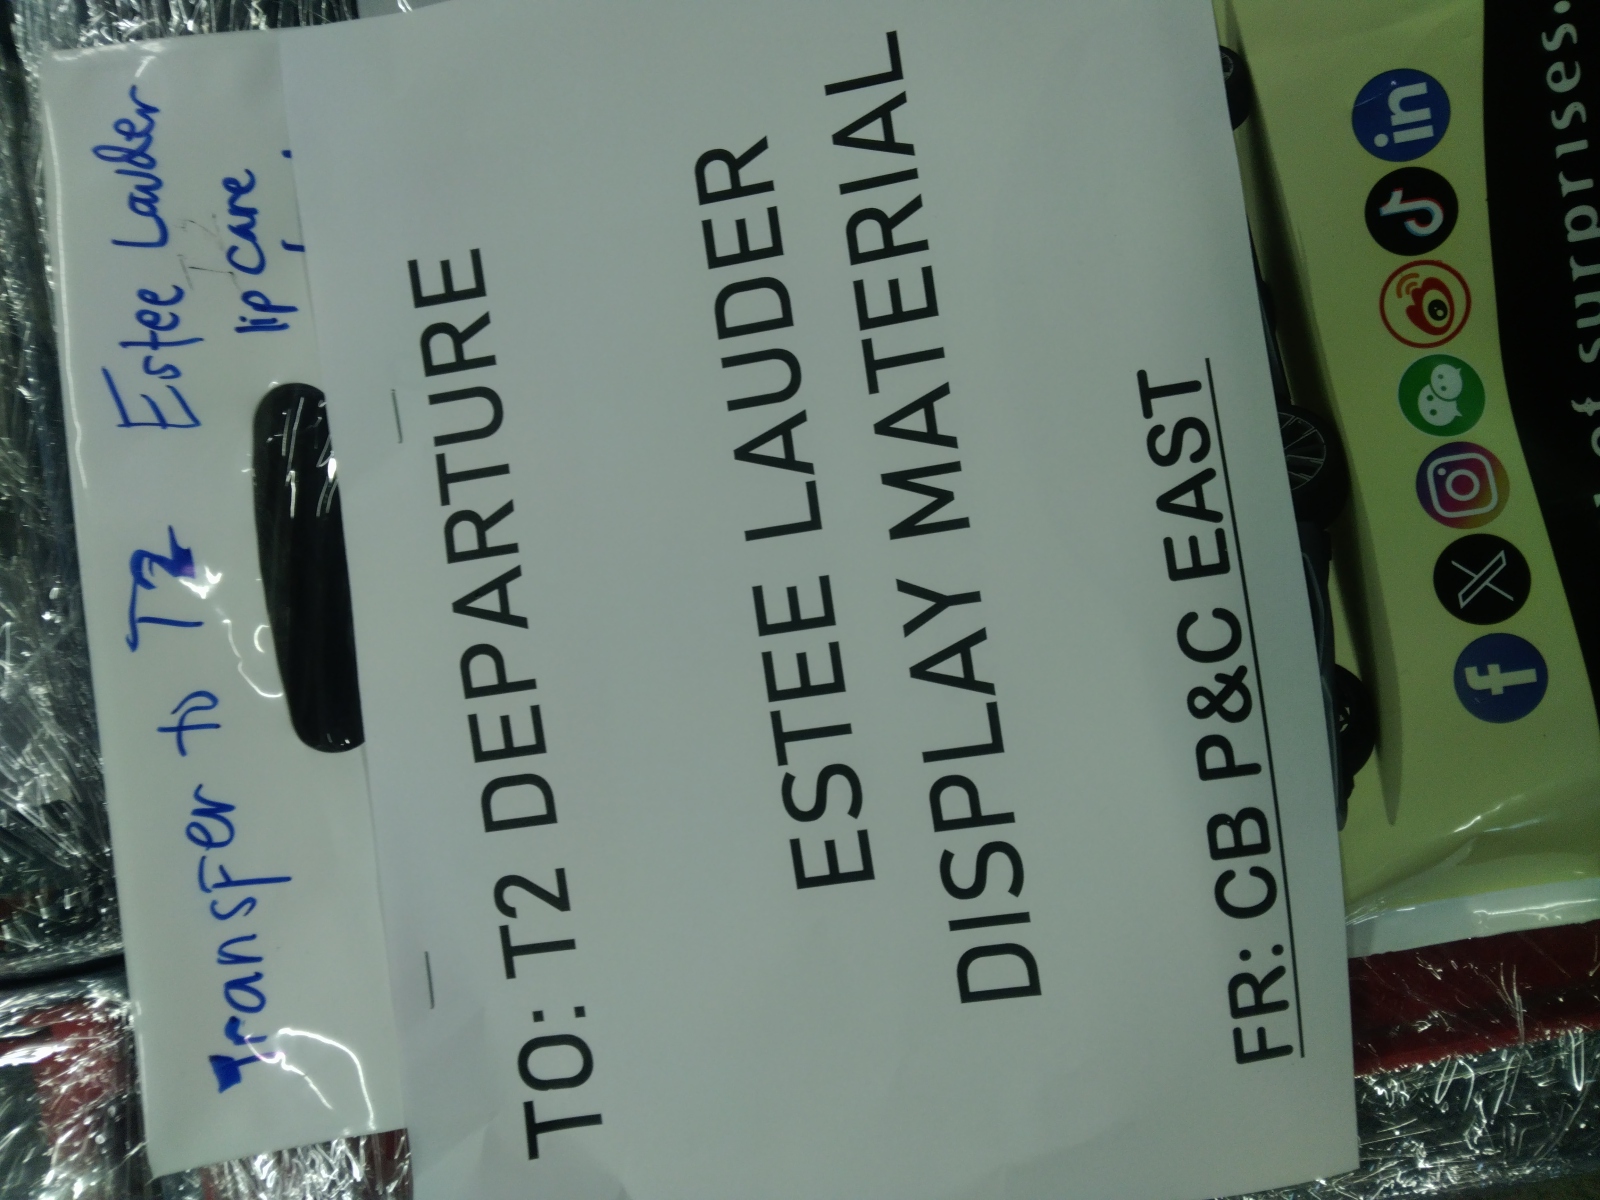 Transfer to T2 Estee Lauder
lip care
TO: T2 DEPARTURE
ESTEE LAUDER
DISPLAY MATERIAL
FR: CB P&C EAST
f X in
of surprises.